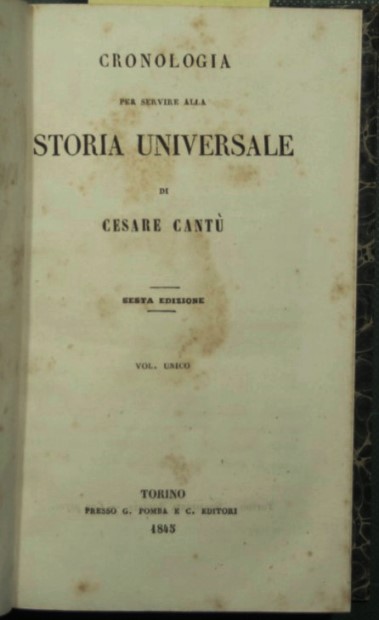 CRONOLOGIA
PER SERVIRE ALLA
STORIA UNIVERSALE
DI
CESARE CANTÙ
SESTA EDIZIONE
VOL. UNICO
TORINO
PRESSO G. POMBA E C. EDITORI
1845